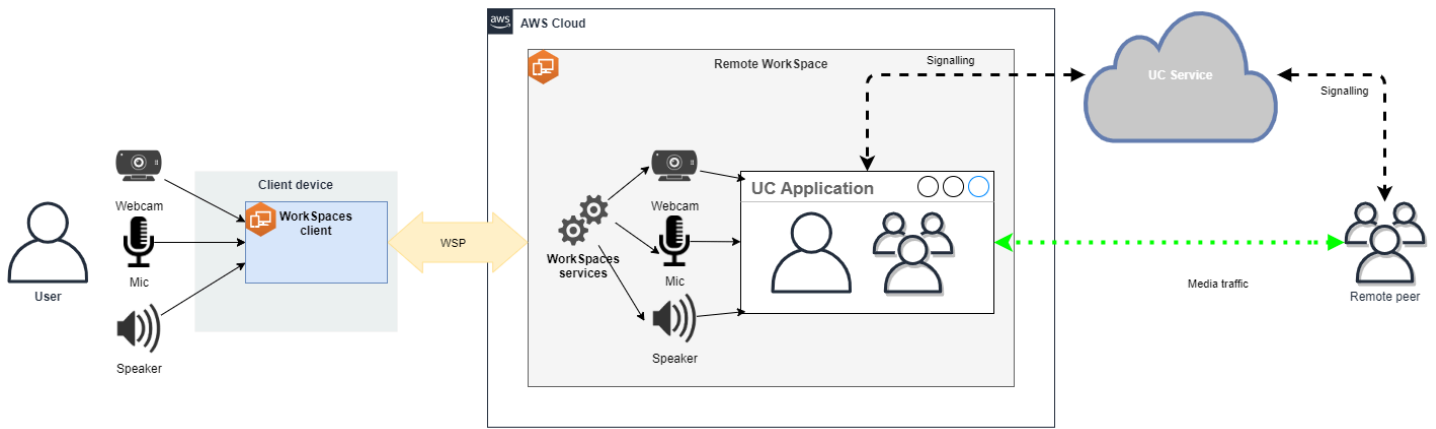 aws
AWS Cloud
Remote WorkSpace
Signalling
UC Service
Signalling
Client device
WorkSpaces
client
Webcam
Mic
Speaker
User
WSP
WorkSpaces
services
Webcam
Mic
Speaker
UC Application
Media traffic
Remote peer